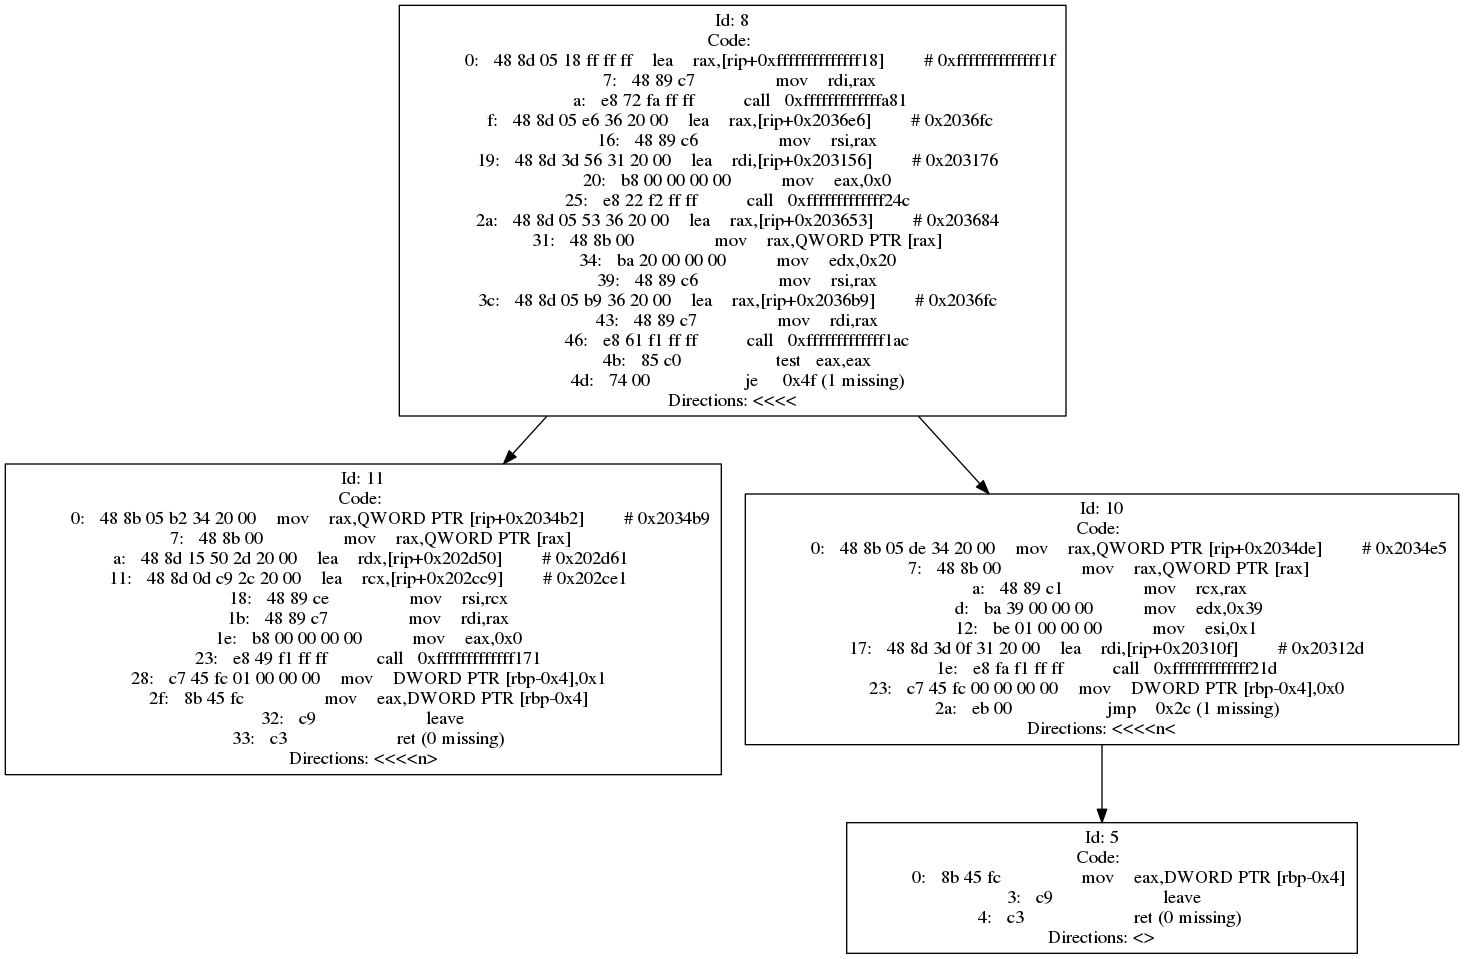 Id: 8
Code:
0: 48 8d 05 18 ff ff ff lea rax,[rip+0xffffffffffffff18] # 0xffffffffffffff1f
7: 48 89 c7 mov rdi,rax
a: e8 72 fa ff ff call 0xfffffffffffffa81
f: 48 8d 05 e6 36 20 00 lea rax,[rip+0x2036e6] # 0x2036fc
16: 48 89 c6 mov rsi,rax
19: 48 8d 3d 56 31 20 00 lea rdi,[rip+0x203156] # 0x203176
20: b8 00 00 00 00 mov eax,0x0
25: e8 22 f2 ff ff call 0xfffffffffffff24c
2a: 48 8d 05 53 36 20 00 lea rax,[rip+0x203653] # 0x203684
31: 48 8b 00 mov rax,QWORD PTR [rax]
34: ba 20 00 00 00 mov edx,0x20
39: 48 89 c6 mov rsi,rax
3c: 48 8d 05 b9 36 20 00 lea rax,[rip+0x2036b9] # 0x2036fc
43: 48 89 c7 mov rdi,rax
46: e8 61 f1 ff ff call 0xfffffffffffff1ac
4b: 85 c0 test eax,eax
4d: 74 00 je 0x4f (1 missing)
Directions: <<<<
Id: 11
Code:
0: 48 8b 05 b2 34 20 00 mov rax,QWORD PTR [rip+0x2034b2] # 0x2034b9
7: 48 8b 00 mov rax,QWORD PTR [rax]
a: 48 8d 15 50 2d 20 00 lea rdx,[rip+0x202d50] # 0x202d61
11: 48 8d 0d c9 2c 20 00 lea rcx,[rip+0x202cc9] # 0x202ce1
18: 48 89 ce mov rsi,rcx
1b: 48 89 c7 mov rdi,rax
1e: b8 00 00 00 00 mov eax,0x0
23: e8 49 f1 ff ff call 0xfffffffffffff171
28: c7 45 fc 01 00 00 00 mov DWORD PTR [rbp-0x4],0x1
2f: 8b 45 fc mov eax,DWORD PTR [rbp-0x4]
32: c9 leave
33: c3 ret (0 missing)
Directions: <<<<n>
Id: 10
Code:
0: 48 8b 05 de 34 20 00 mov rax,QWORD PTR [rip+0x2034de] # 0x2034e5
7: 48 8b 00 mov rax,QWORD PTR [rax]
a: 48 89 c1 mov rcx,rax
d: ba 39 00 00 00 mov edx,0x39
12: be 01 00 00 00 mov esi,0x1
17: 48 8d 3d 0f 31 20 00 lea rdi,[rip+0x20310f] # 0x20312d
1e: e8 fa f1 ff ff call 0xfffffffffffff21d
23: c7 45 fc 00 00 00 00 mov DWORD PTR [rbp-0x4],0x0
2a: eb 00 jmp 0x2c (1 missing)
Directions: <<<<n<
Id: 5
Code:
0: 8b 45 fc mov eax,DWORD PTR [rbp-0x4]
3: c9 leave
4: c3 ret (0 missing)
Directions: <>